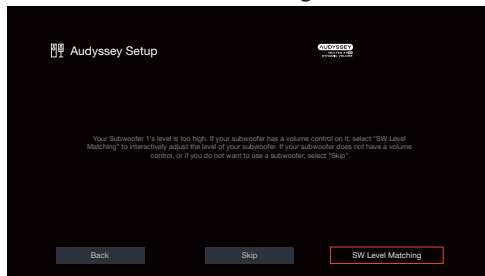 Audyssey Setup
AUDYSSEY
Your Subwoofer 1's level is too high. If your subwoofer has a volume control on it, select "SW Level
Matching" to interactively adjust the level of your subwoofer. If your subwoofer does not have a volume
control, or if you do not want to use a subwoofer, select "Skip".
Back
Skip
SW Level Matching